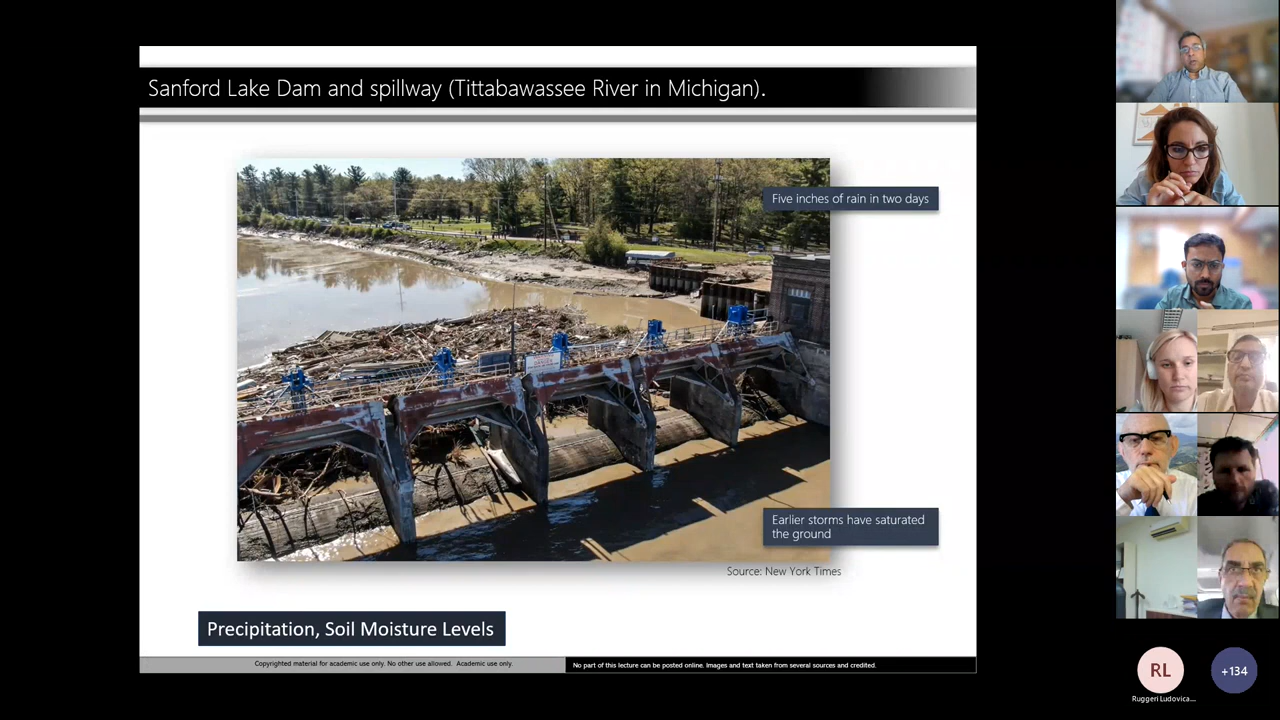 Sanford Lake Dam and spillway (Tittabawassee River in Michigan).
Five inches of rain in two days
Earlier storms have saturated
the ground
Source: New York Times
Precipitation, Soil Moisture Levels
Copyrighted material for academic use only. No other use allowed. Academic use only.
No part of this lecture can be posted online. Images and text taken from several sources and credited.
RL
+134
Ruggeri Ludovica...